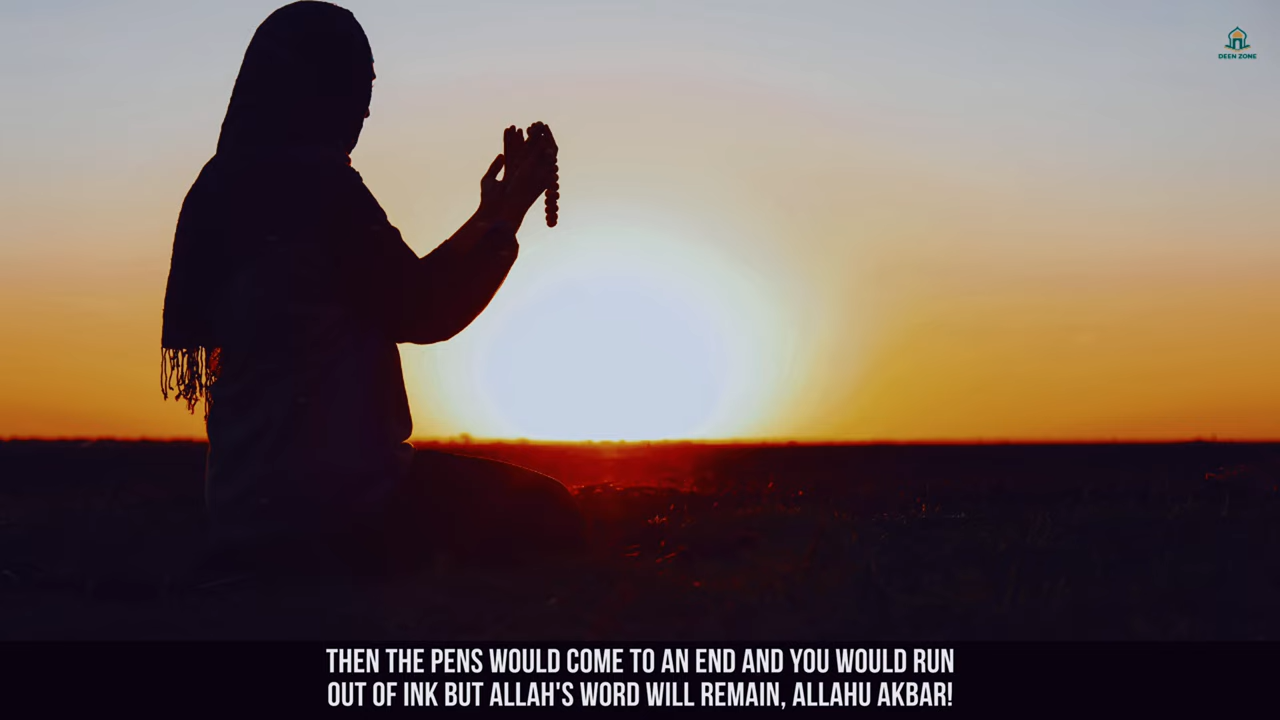 DEEN ZONE
THEN THE PENS WOULD COME TO AN END AND YOU WOULD RUN
OUT OF INK BUT ALLAH'S WORD WILL REMAIN, ALLAHU AKBAR!